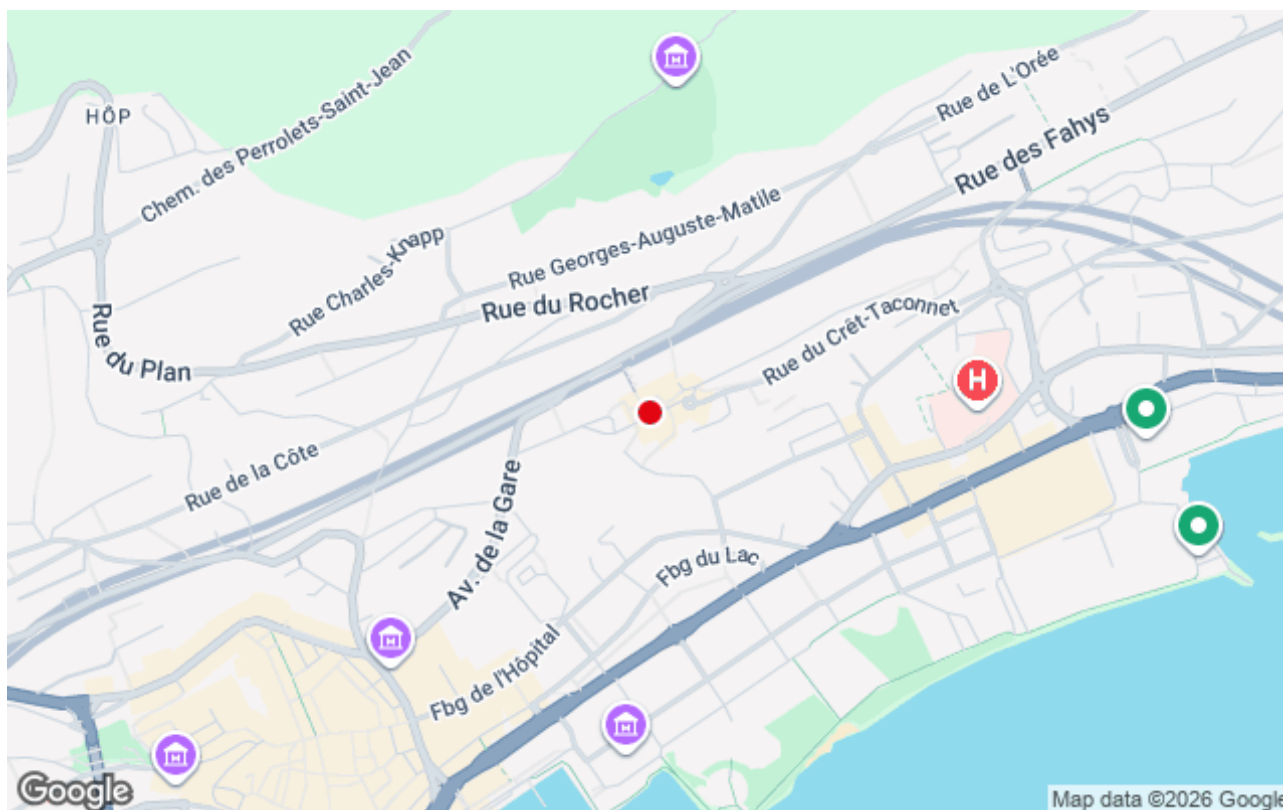 HÔP
Chem. des Perrolets-Saint-Jean
Rue de L'Orée
Rue des Fahys
Rue Charles-Knapp
Rue Georges-Auguste-Matile
Rue du Rocher
Rue du Plan
Rue du Crêt-Taconnet
H
Rue de la Côte
Av. de la Gare
Fbg du Lac
Fbg de l'Hôpital
Google
Map data ©2026 Google